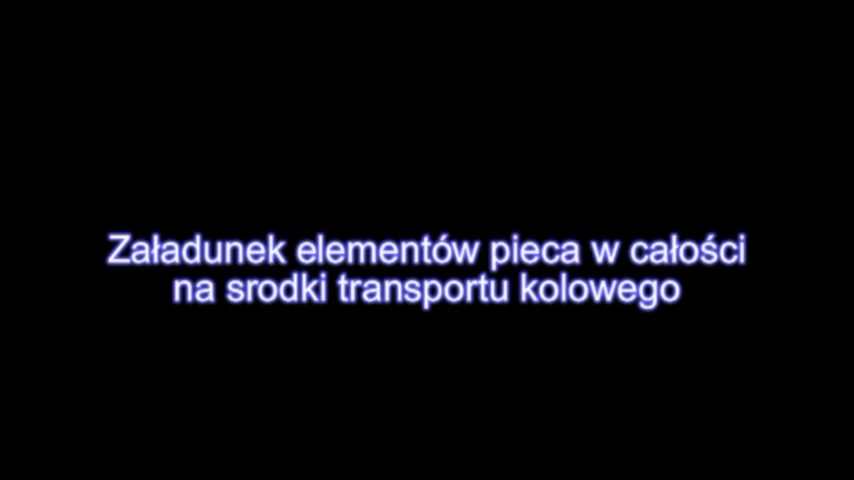 Załadunek elementów pieca w całości
na srodki transportu kolowego